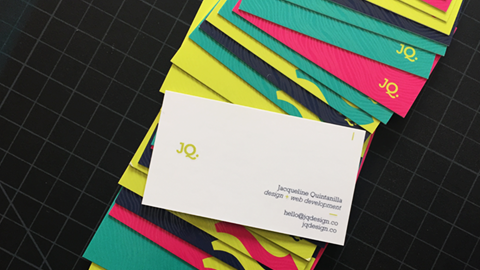 JQ.
JQ.
JQ.
Jacqueline Quintanilla
design + web development
hello@jqdesign.co
jqdesign.co